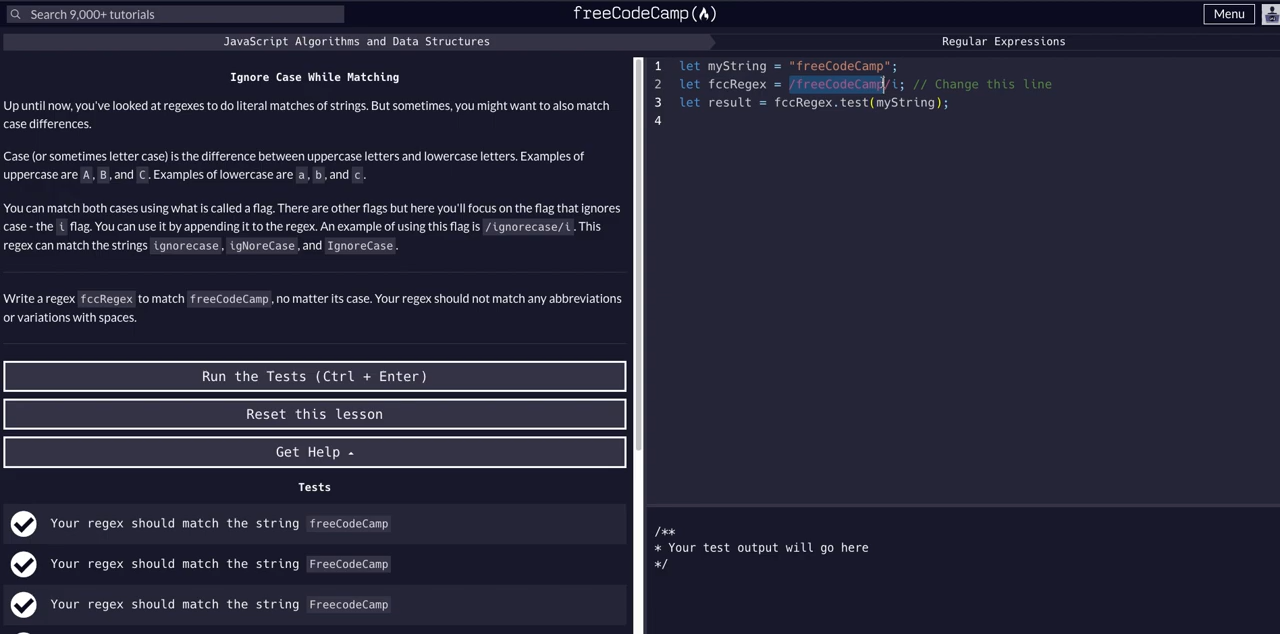 Search 9,000+ tutorials
freeCodeCamp
Menu
JavaScript Algorithms and Data Structures
Regular Expressions
Ignore Case While Matching
Up until now, you've looked at regexes to do literal matches of strings. But sometimes, you might want to also match
case differences.
Case (or sometimes letter case) is the difference between uppercase letters and lowercase letters. Examples of
uppercase are A, B, and C. Examples of lowercase are a, b, and c.
You can match both cases using what is called a flag. There are other flags but here you'll focus on the flag that ignores
case - the i flag. You can use it by appending it to the regex. An example of using this flag is /ignorecase/i. This
regex can match the strings ignorecase, igNoreCase, and IgnoreCase.
Write a regex fccRegex to match freeCodeCamp, no matter its case. Your regex should not match any abbreviations
or variations with spaces.
Run the Tests (Ctrl + Enter)
Reset this lesson
Get Help
Tests
Your regex should match the string freeCodeCamp
Your regex should match the string FreeCodeCamp
Your regex should match the string FreecodeCamp
1 let myString = "freeCodeCamp";
2 let fccRegex = /freeCodeCamp/i; // Change this line
3 let result = fccRegex.test(myString);
4
/**
* Your test output will go here
*/